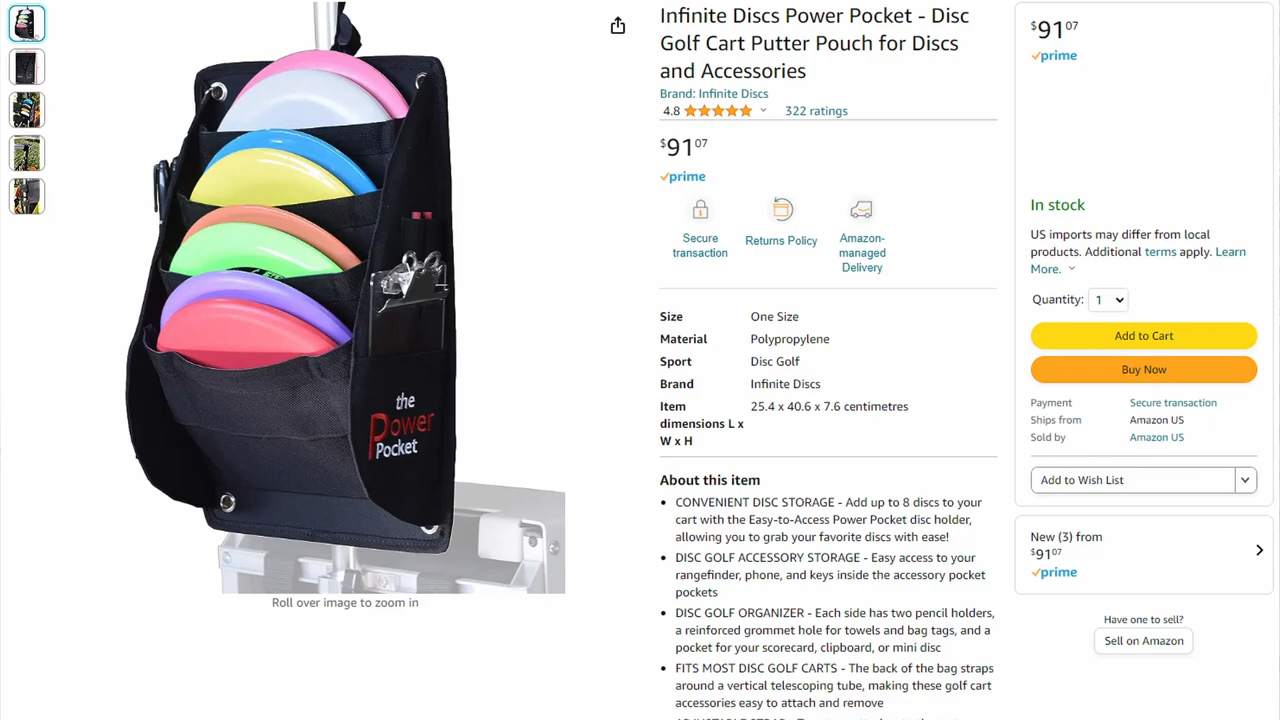 Infinite Discs Power Pocket - Disc
Golf Cart Putter Pouch for Discs
and Accessories
Brand: Infinite Discs
4.8
322 ratings
$91 07
prime
Secure
transaction
Returns Policy
Amazon-
managed
Delivery
Size One Size
Material Polypropylene
Sport Disc Golf
Brand Infinite Discs
Item 25.4 x 40.6 x 7.6 centimetres
dimensions L x
W x H
About this item
• CONVENIENT DISC STORAGE - Add up to 8 discs to your
cart with the Easy-to-Access Power Pocket disc holder,
allowing you to grab your favorite discs with ease!
• DISC GOLF ACCESSORY STORAGE - Easy access to your
rangefinder, phone, and keys inside the accessory pocket
pockets
• DISC GOLF ORGANIZER - Each side has two pencil holders,
a reinforced grommet hole for towels and bag tags, and a
pocket for your scorecard, clipboard, or mini disc
• FITS MOST DISC GOLF CARTS - The back of the bag straps
around a vertical telescoping tube, making these golf cart
accessories easy to attach and remove
the
Power
Pocket
Roll over image to zoom in
$91 07
prime
In stock
US imports may differ from local
products. Additional terms apply. Learn
More.
Quantity: 1
Add to Cart
Buy Now
Payment Secure transaction
Ships from Amazon US
Sold by Amazon US
Add to Wish List
New (3) from
$91 07
prime
Have one to sell?
Sell on Amazon